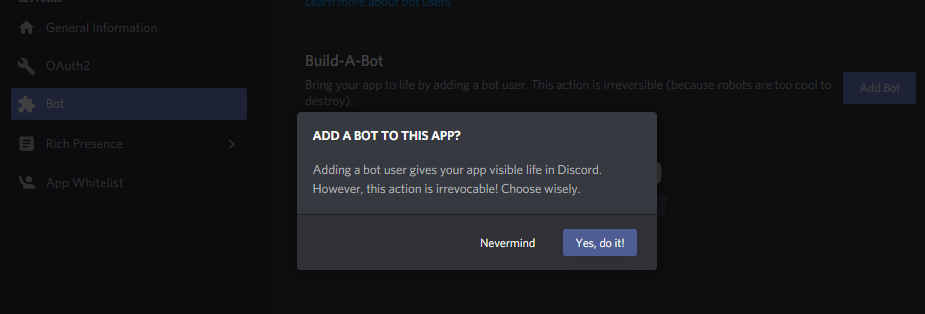 SETTINGS
Learn more about bot users
General Information
OAuth2
Bot
Rich Presence
App Whitelist
Build-A-Bot
Bring your app to life by adding a bot user. This action is irreversible (because robots are too cool to
destroy).
Add Bot
ADD A BOT TO THIS APP?
Adding a bot user gives your app visible life in Discord.
However, this action is irrevocable! Choose wisely.
Nevermind
Yes, do it!